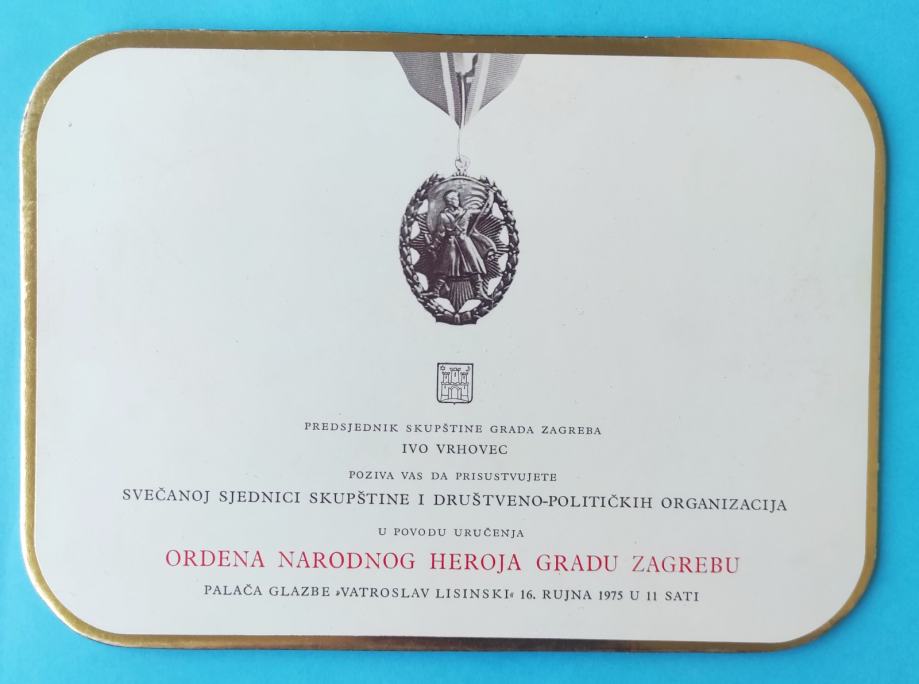 PREDSJEDNIK SKUPŠTINE GRADA ZAGREBA
IVO VRHOVEC
POZIVA VAS DA PRISUSTVUJETE
SVEČANOJ SJEDNICI SKUPŠTINE I DRUŠTVENO-POLITIČKIH ORGANIZACIJA
U POVODU URUČENJA
ORDENA NARODNOG HEROJA GRADU ZAGREBU
PALAČA GLAZBE »VATROSLAV LISINSKI« 16. RUJNA 1975 U 11 SATI